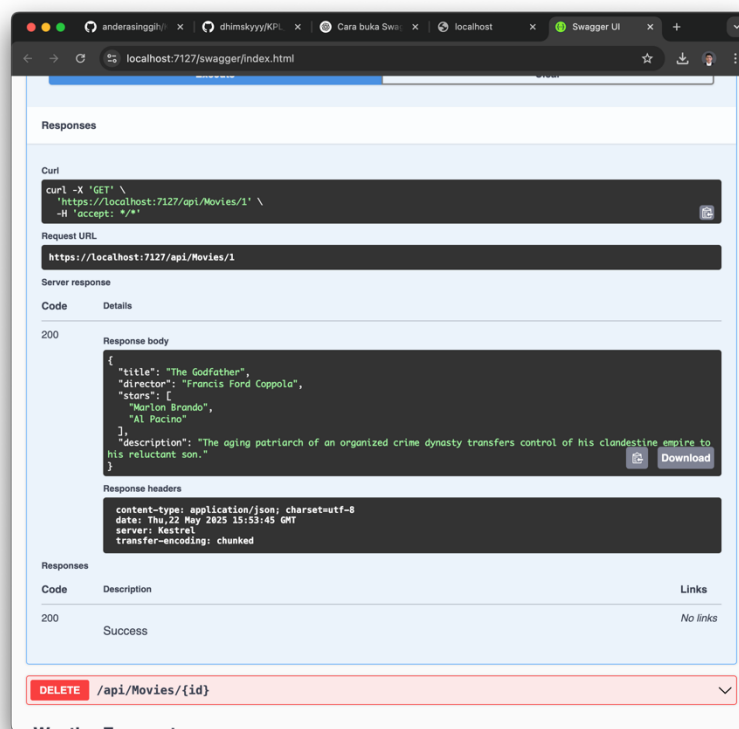 anderasinggih/
dhimskyyy/KPL
Cara buka Swag
localhost
Swagger UI
localhost:7127/swagger/index.html
Execute
Clear
Responses
Curl
curl -X 'GET' \
'https://localhost:7127/api/Movies/1' \
-H 'accept: */*'
Request URL
https://localhost:7127/api/Movies/1
Server response
Code Details
200
Response body
{
"title": "The Godfather",
"director": "Francis Ford Coppola",
"stars": [
"Marlon Brando",
"Al Pacino"
],
"description": "The aging patriarch of an organized crime dynasty transfers control of his clandestine empire to
his reluctant son."
}
Download
Response headers
content-type: application/json; charset=utf-8
date: Thu,22 May 2025 15:53:45 GMT
server: Kestrel
transfer-encoding: chunked
Responses
Code Description Links
200 No links
Success
DELETE /api/Movies/{id}